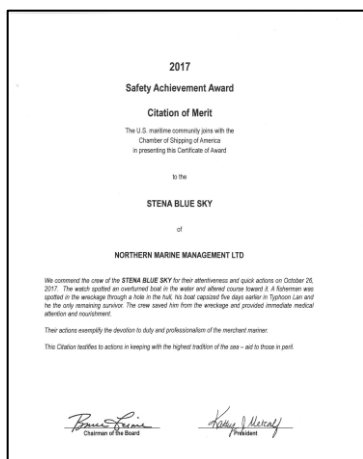 2017
Safety Achievement Award
Citation of Merit
The U.S. maritime community joins with the
Chamber of Shipping of America
in presenting this Certificate of Award
to the
STENA BLUE SKY
of
NORTHERN MARINE MANAGEMENT LTD
We commend the crew of the STENA BLUE SKY for their attentiveness and quick actions on October 26,
2017. The watch spotted an overturned boat in the water and altered course toward it. A fisherman was
spotted in the wreckage through a hole in the hull, his boat capsized five days earlier in Typhoon Lan and
he the only remaining survivor. The crew saved him from the wreckage and provided immediate medical
attention and nourishment.
Their actions exemplify the devotion to duty and professionalism of the merchant mariner.
This Citation testifies to actions in keeping with the highest tradition of the sea – aid to those in peril.
Kathy J Metcalf
Chairman of the Board
President